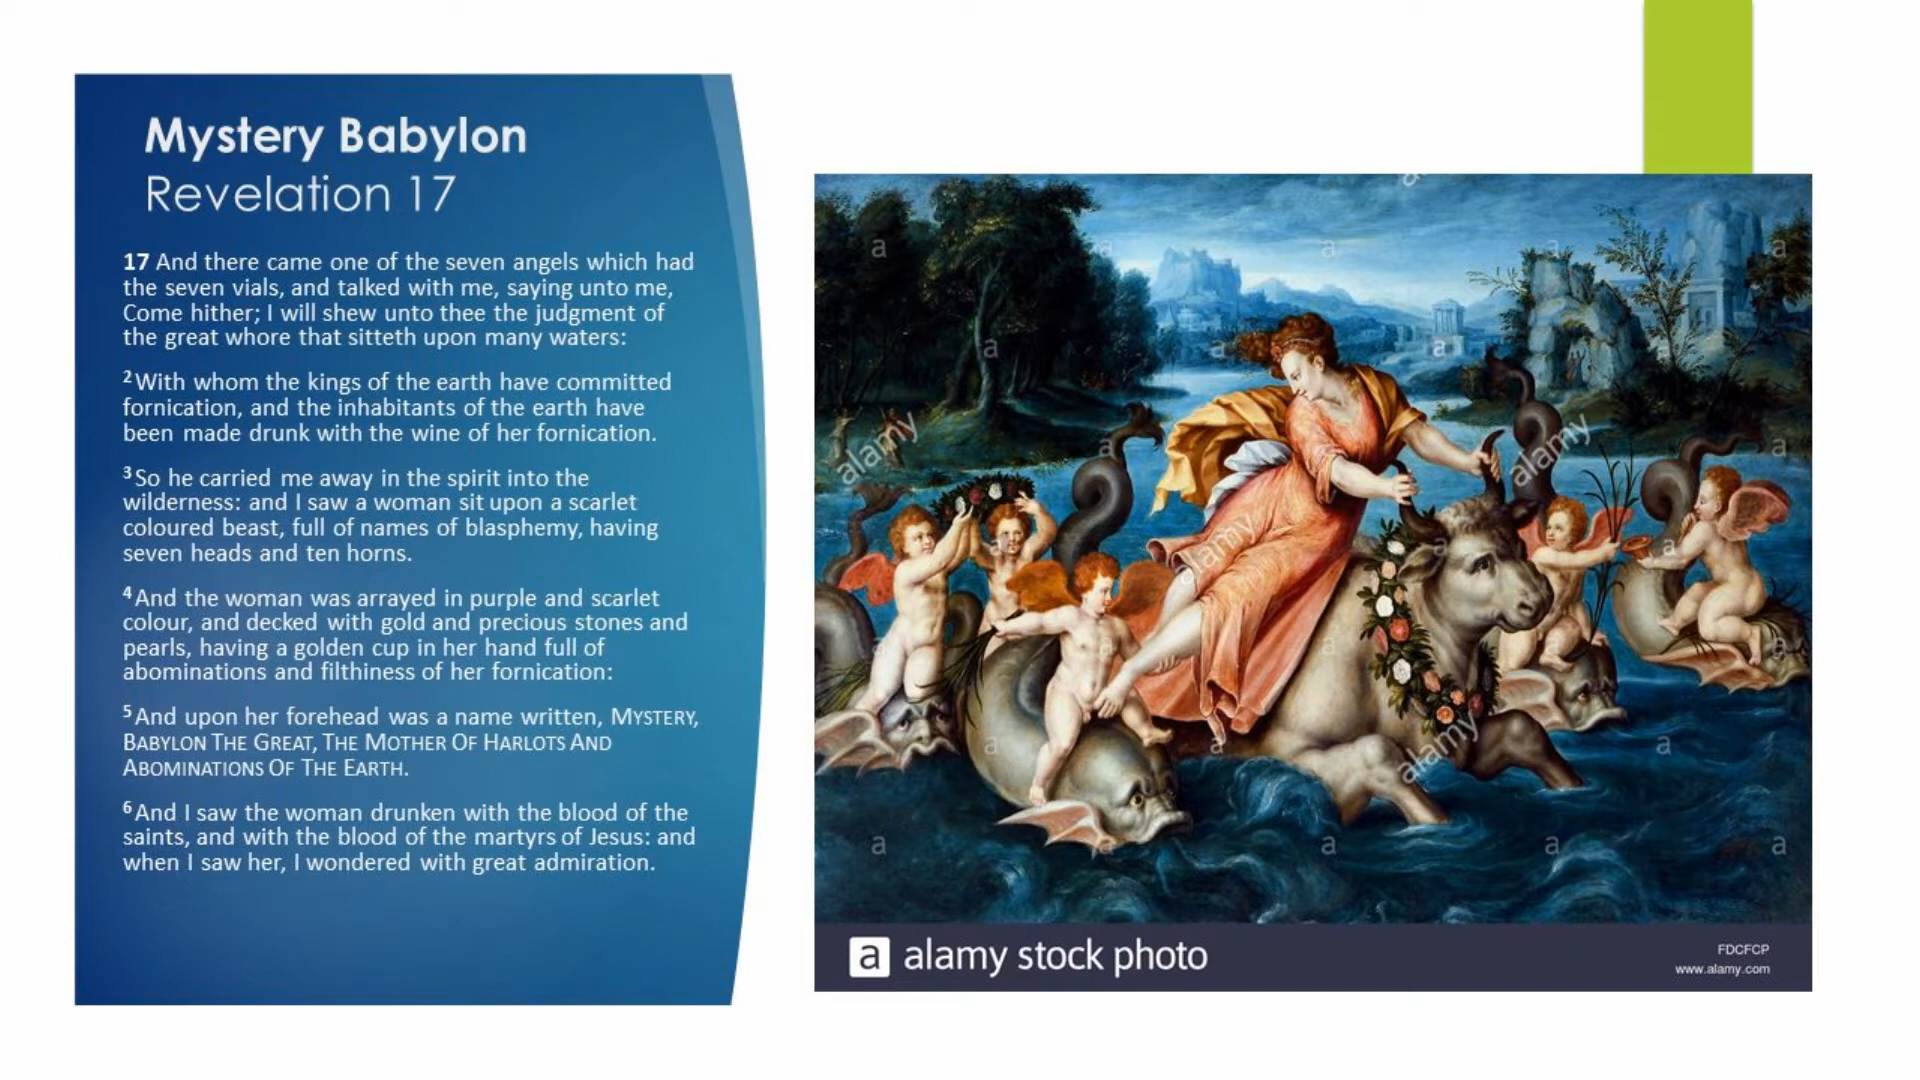 Mystery Babylon
Revelation 17
17 And there came one of the seven angels which had
the seven vials, and talked with me, saying unto me,
Come hither; I will shew unto thee the judgment of
the great whore that sitteth upon many waters:
2 With whom the kings of the earth have committed
fornication, and the inhabitants of the earth have
been made drunk with the wine of her fornication.
3 So he carried me away in the spirit into the
wilderness: and I saw a woman sit upon a scarlet
coloured beast, full of names of blasphemy, having
seven heads and ten horns.
4 And the woman was arrayed in purple and scarlet
colour, and decked with gold and precious stones and
pearls, having a golden cup in her hand full of
abominations and filthiness of her fornication:
5 And upon her forehead was a name written, MYSTERY,
BABYLON THE GREAT, THE MOTHER OF HARLOTS AND
ABOMINATIONS OF THE EARTH.
6 And I saw the woman drunken with the blood of the
saints, and with the blood of the martyrs of Jesus: and
when I saw her, I wondered with great admiration.
alamy
alamy
alamy
alamy
a alamy stock photo
FDCFCP
www.alamy.com